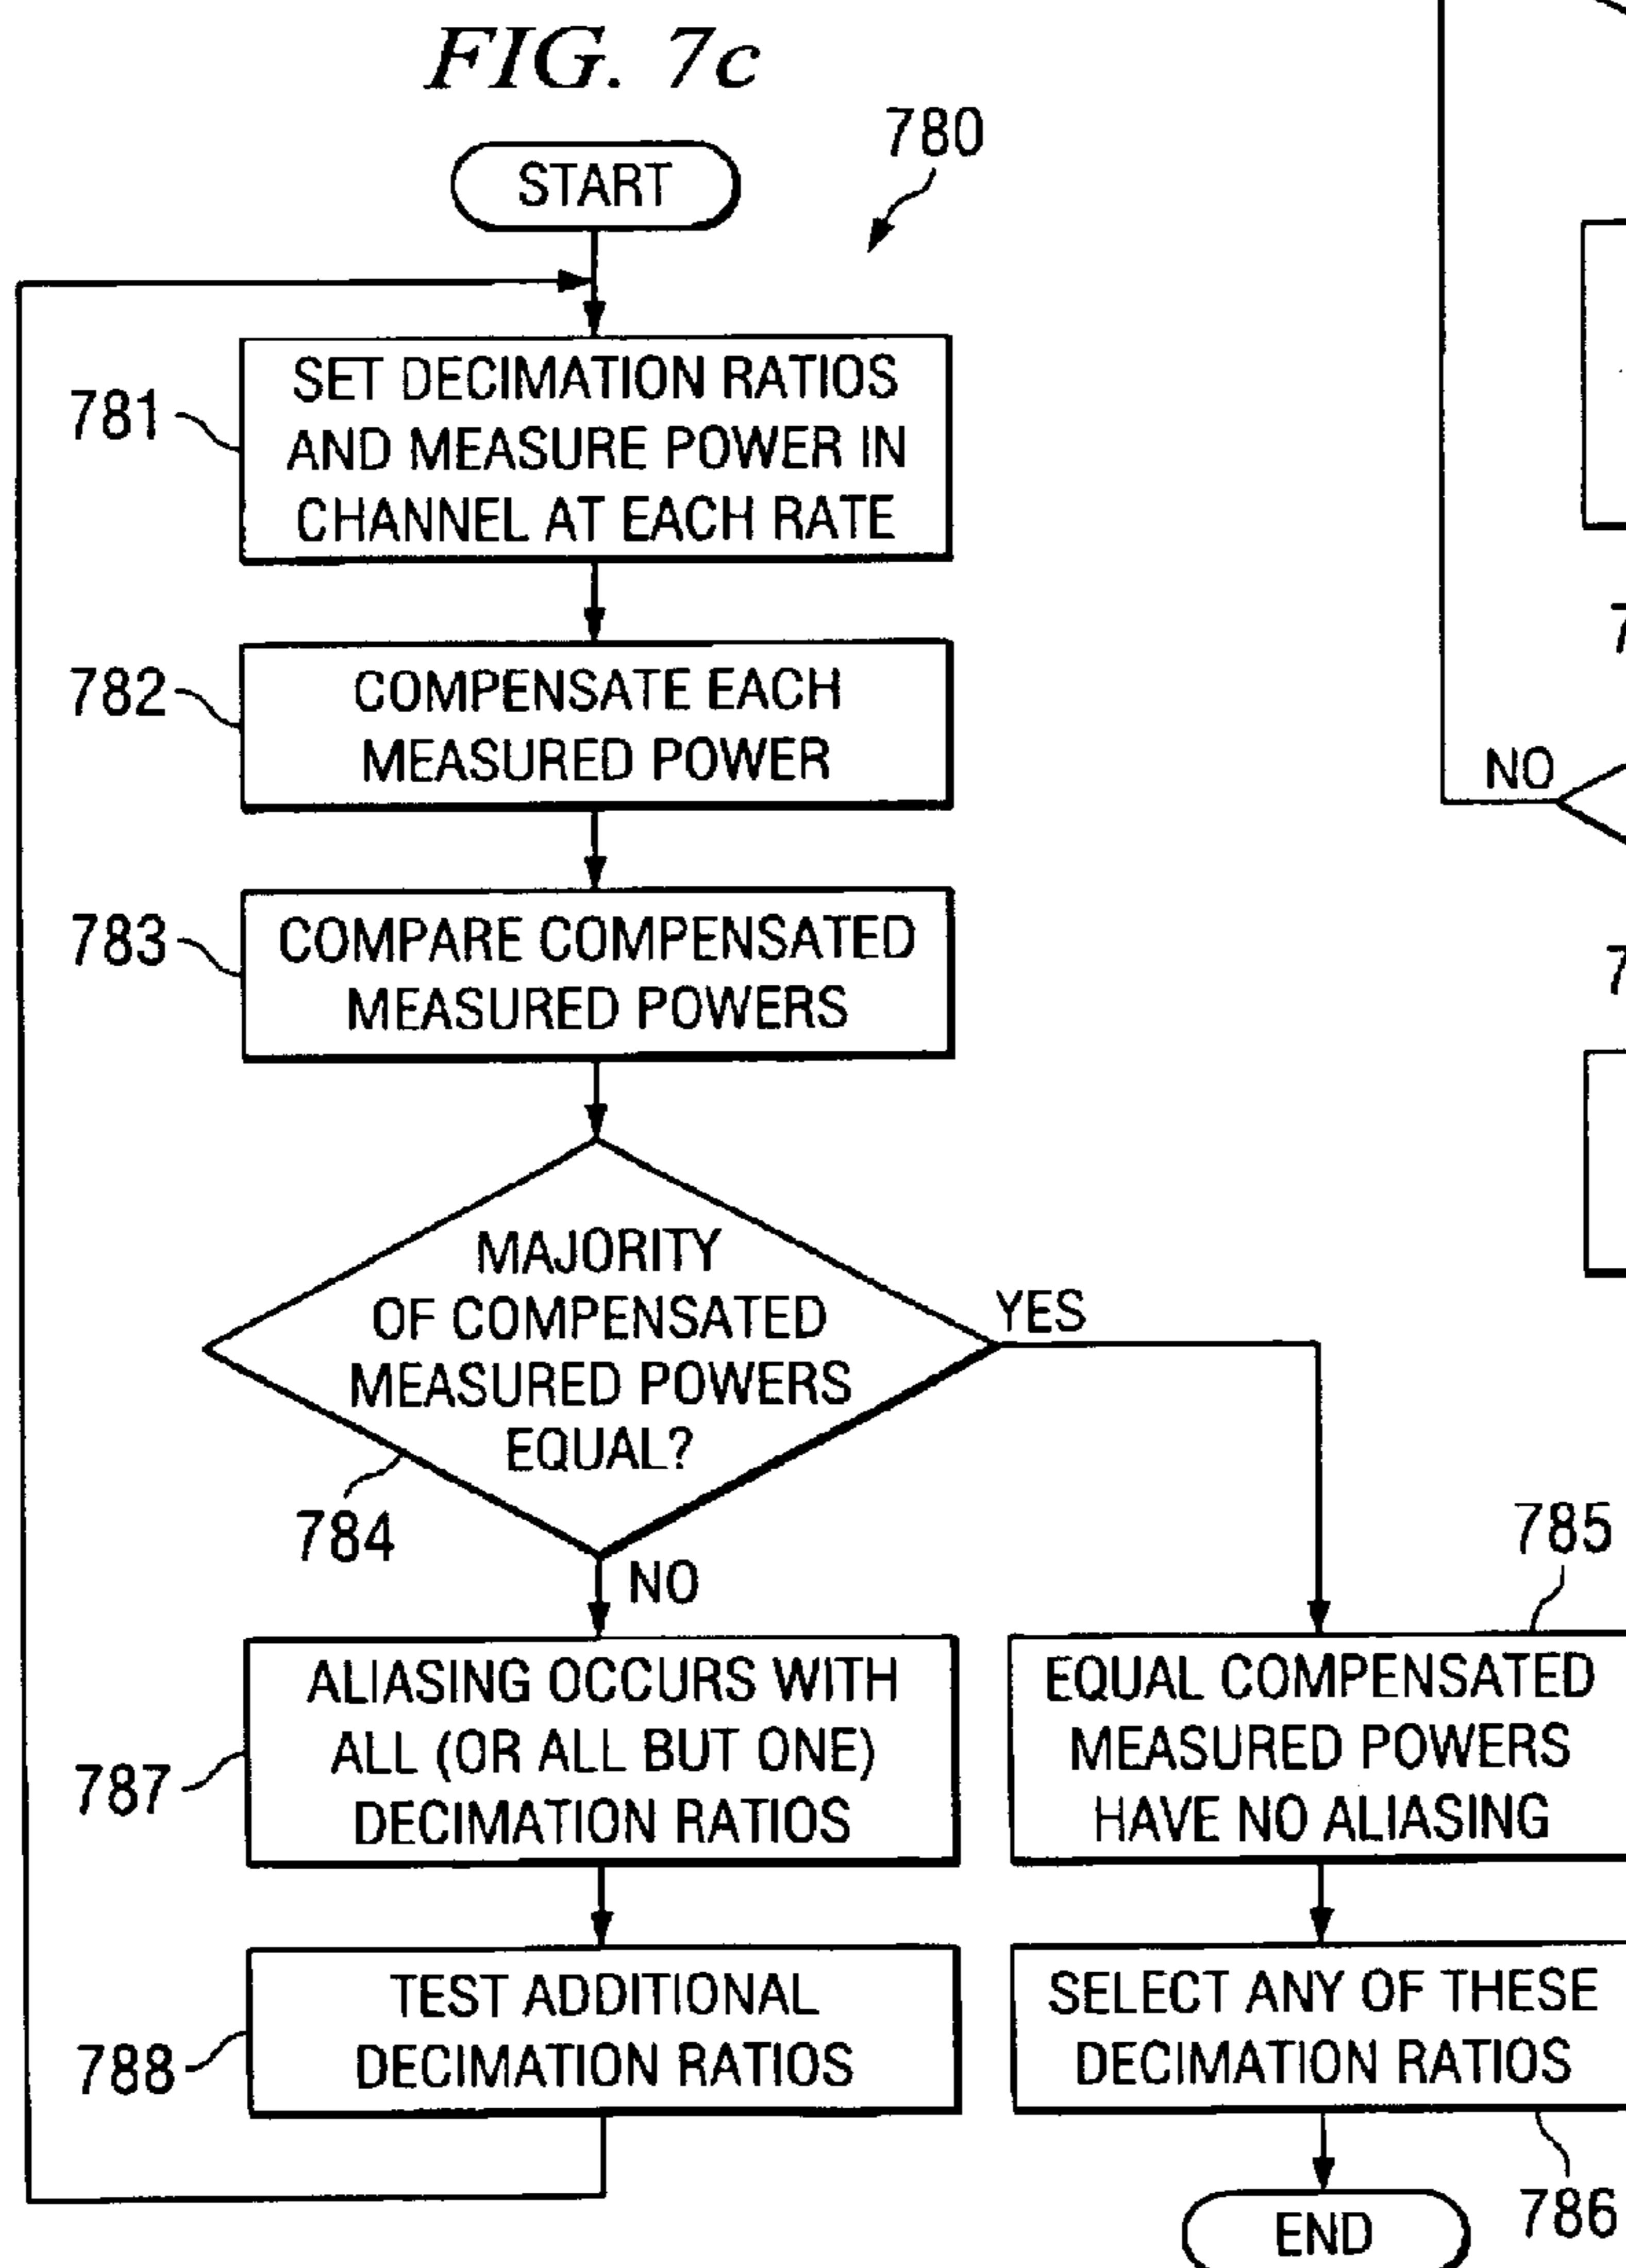 FIG. 7c
780
START
781
SET DECIMATION RATIOS
AND MEASURE POWER IN
CHANNEL AT EACH RATE
782
COMPENSATE EACH
MEASURED POWER
NO
783
COMPARE COMPENSATED
MEASURED POWERS
MAJORITY
OF COMPENSATED
MEASURED POWERS
EQUAL?
YES
784
NO
785
787
ALIASING OCCURS WITH
ALL (OR ALL BUT ONE)
DECIMATION RATIOS
EQUAL COMPENSATED
MEASURED POWERS
HAVE NO ALIASING
788
TEST ADDITIONAL
DECIMATION RATIOS
SELECT ANY OF THESE
DECIMATION RATIOS
786
END